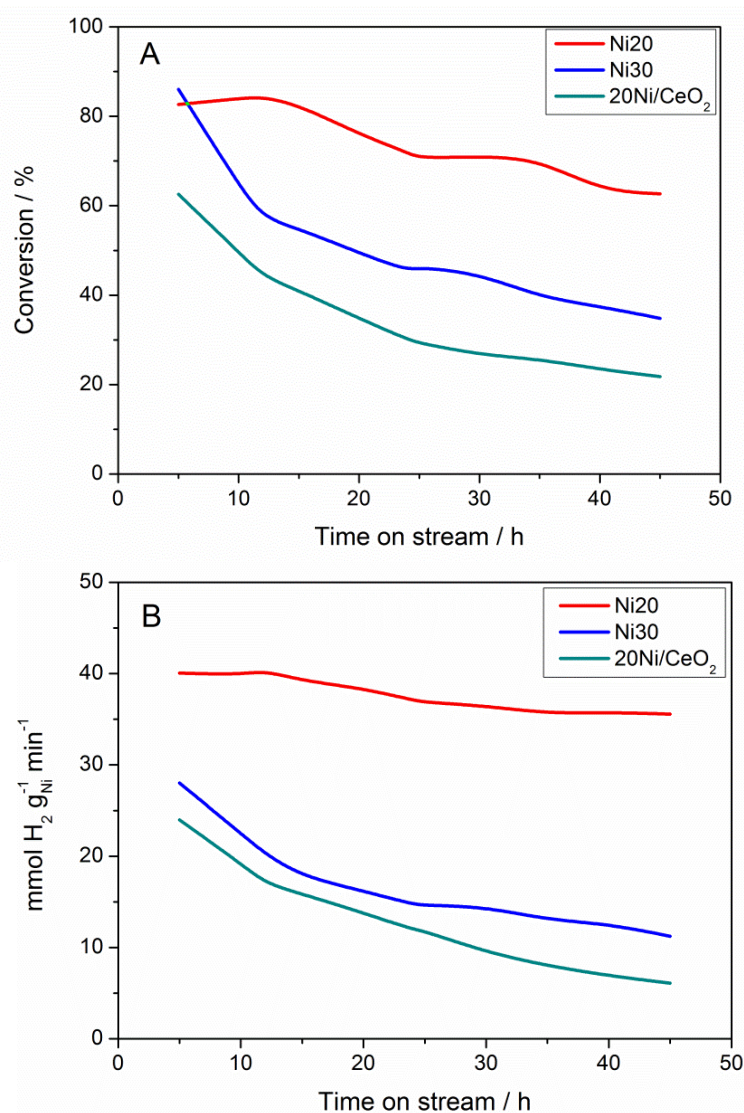 100
80
60
40
20
0
Conversion / %
A
Ni20
Ni30
20Ni/CeO₂
0 10 20 30 40 50
Time on stream / h
50
40
30
20
10
0
mmol H₂ g⁻¹Ni min⁻¹
B
Ni20
Ni30
20Ni/CeO₂
0 10 20 30 40 50
Time on stream / h